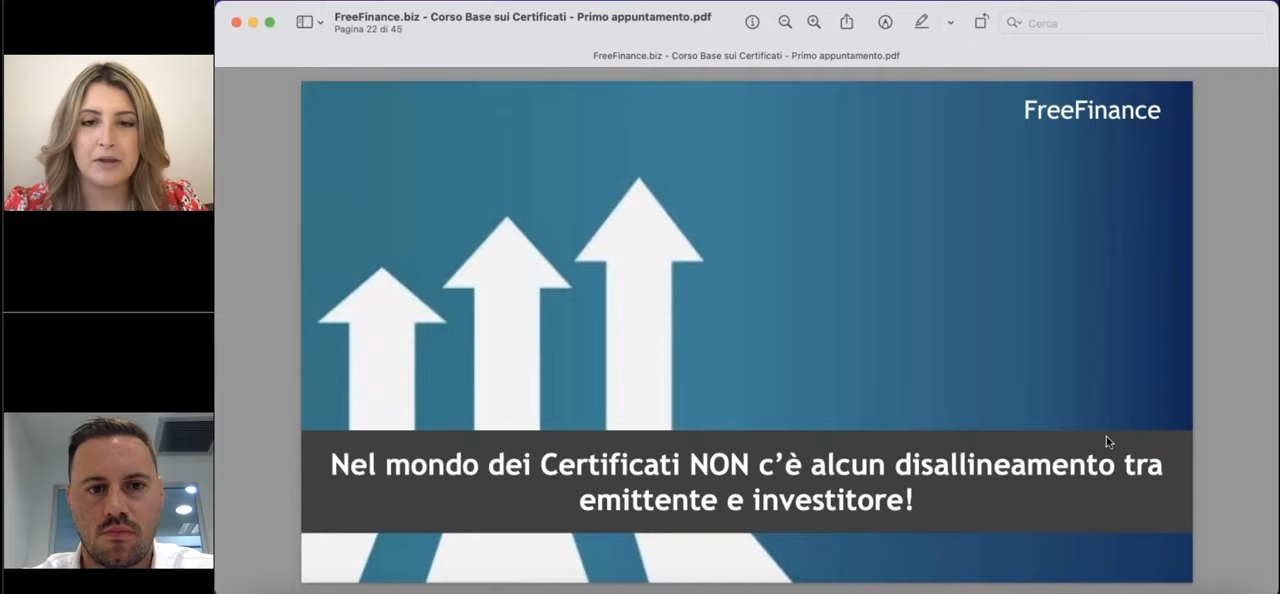 FreeFinance.biz - Corso Base sui Certificati - Primo appuntamento.pdf
Pagina 22 di 45
Cerca
FreeFinance.biz - Corso Base sui Certificati - Primo appuntamento.pdf
FreeFinance
Nel mondo dei Certificati NON c’è alcun disallineamento tra
emittente e investitore!